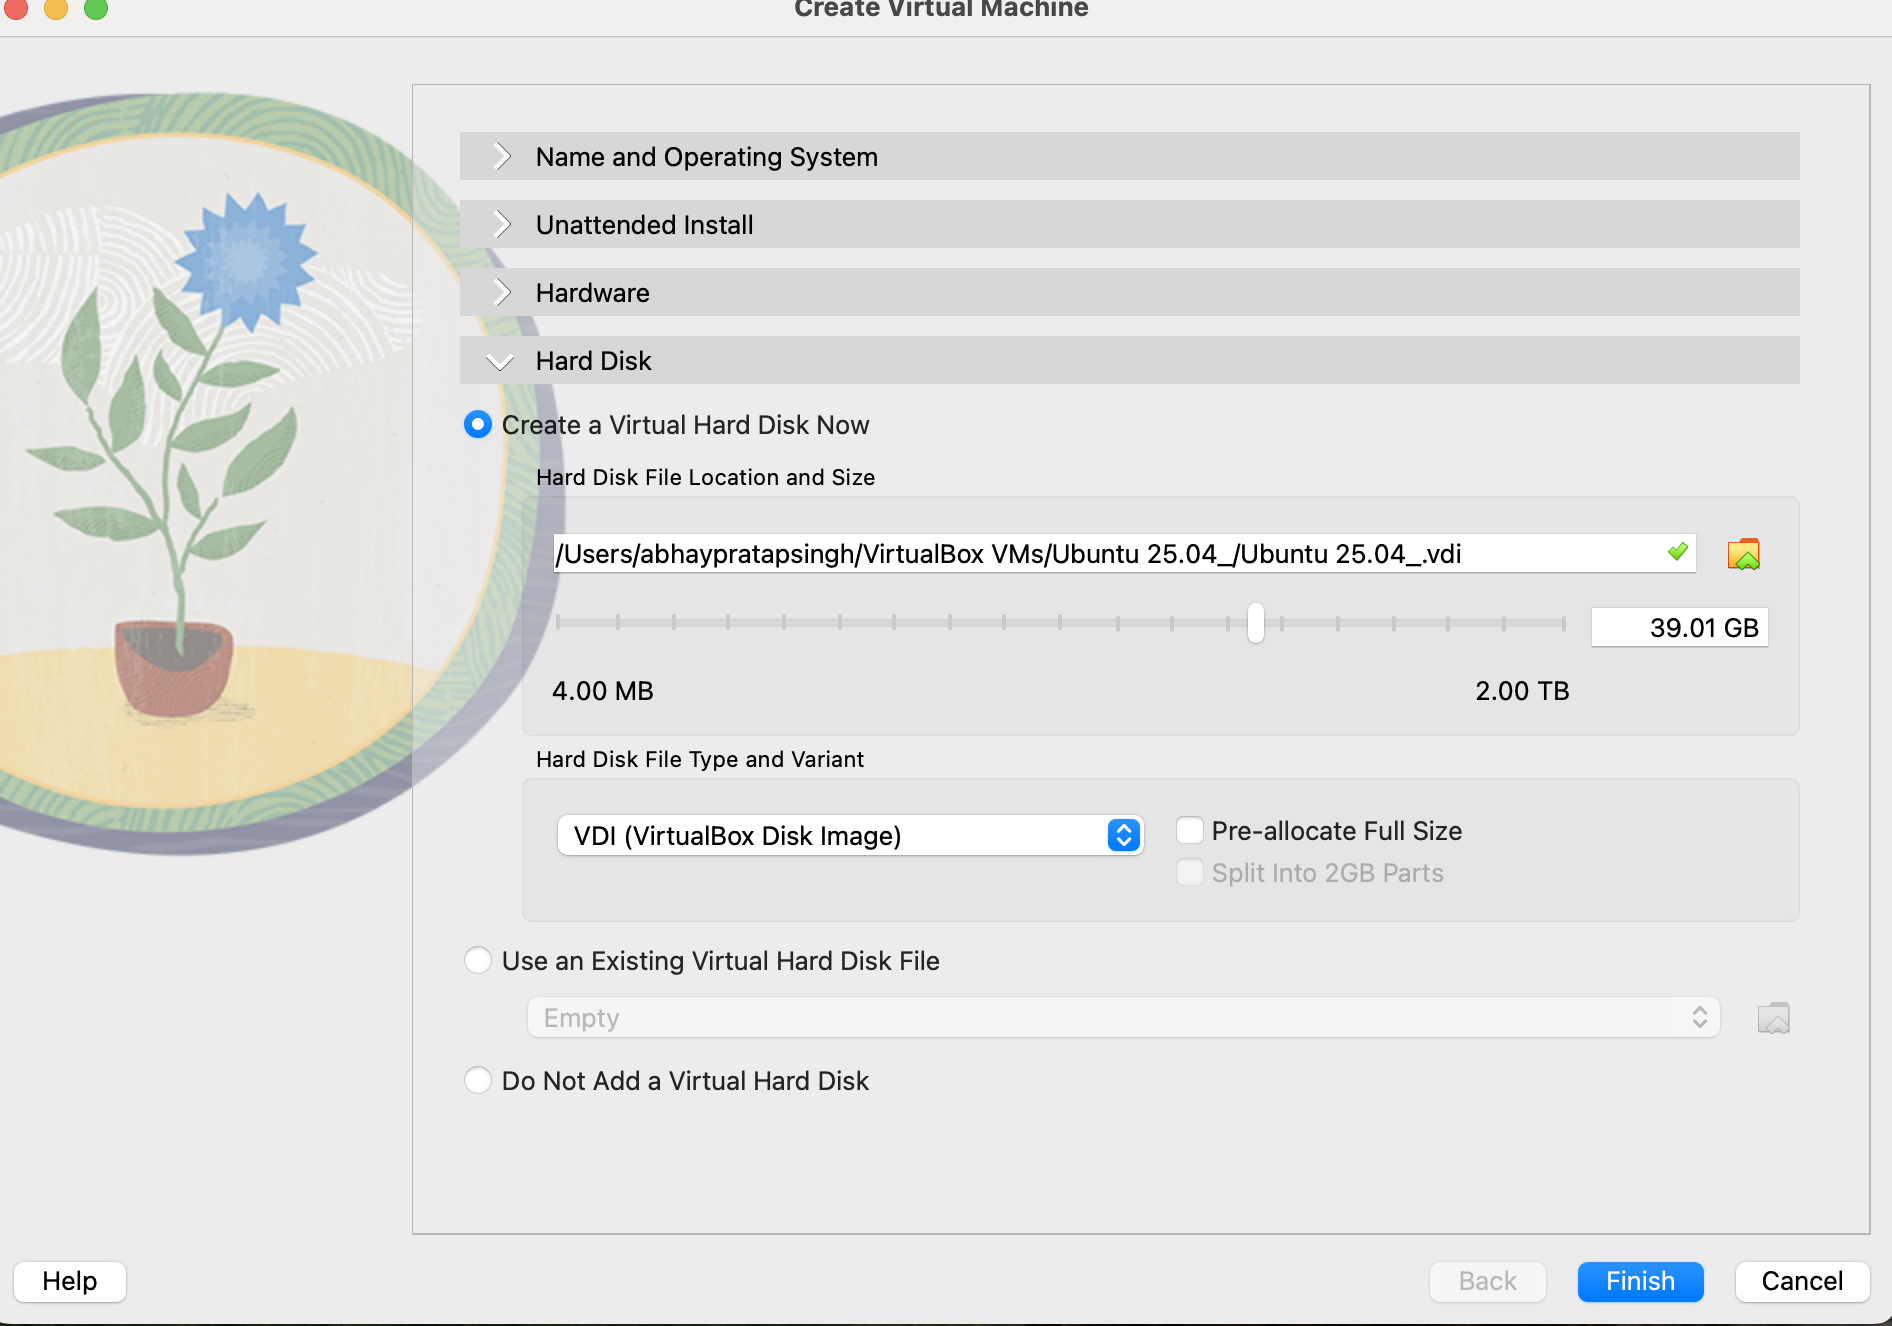 Create Virtual Machine
Name and Operating System
Unattended Install
Hardware
Hard Disk
Create a Virtual Hard Disk Now
Hard Disk File Location and Size
/Users/abhaypratapsingh/VirtualBox VMs/Ubuntu 25.04_/Ubuntu 25.04_.vdi
39.01 GB
4.00 MB 2.00 TB
Hard Disk File Type and Variant
VDI (VirtualBox Disk Image) Pre-allocate Full Size
Split Into 2GB Parts
Use an Existing Virtual Hard Disk File
Empty
Do Not Add a Virtual Hard Disk
Help Back Finish Cancel